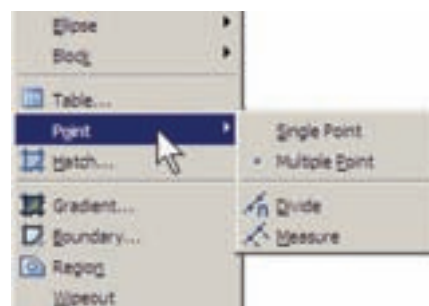 Ellipse
Block
Table...
Point
Hatch...
Gradient...
Boundary...
Region
Wipeout
Single Point
Multiple Point
Divide
Measure